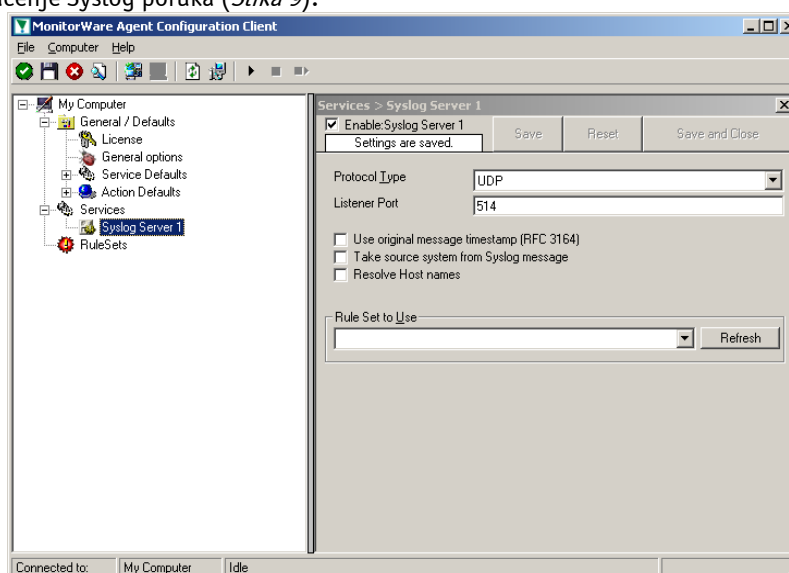 Syslog poruka (Slika 9).
MonitorWare Agent Configuration Client
File Computer Help
My Computer
General / Defaults
License
General options
Service Defaults
Action Defaults
Services
Syslog Server 1
RuleSets
Services > Syslog Server 1
Enable:Syslog Server 1
Settings are saved.
Save
Reset
Save and Close
Protocol Type
UDP
Listener Port
514
Use original message timestamp (RFC 3164)
Take source system from Syslog message
Resolve Host names
Rule Set to Use
Refresh
Connected to: My Computer Idle